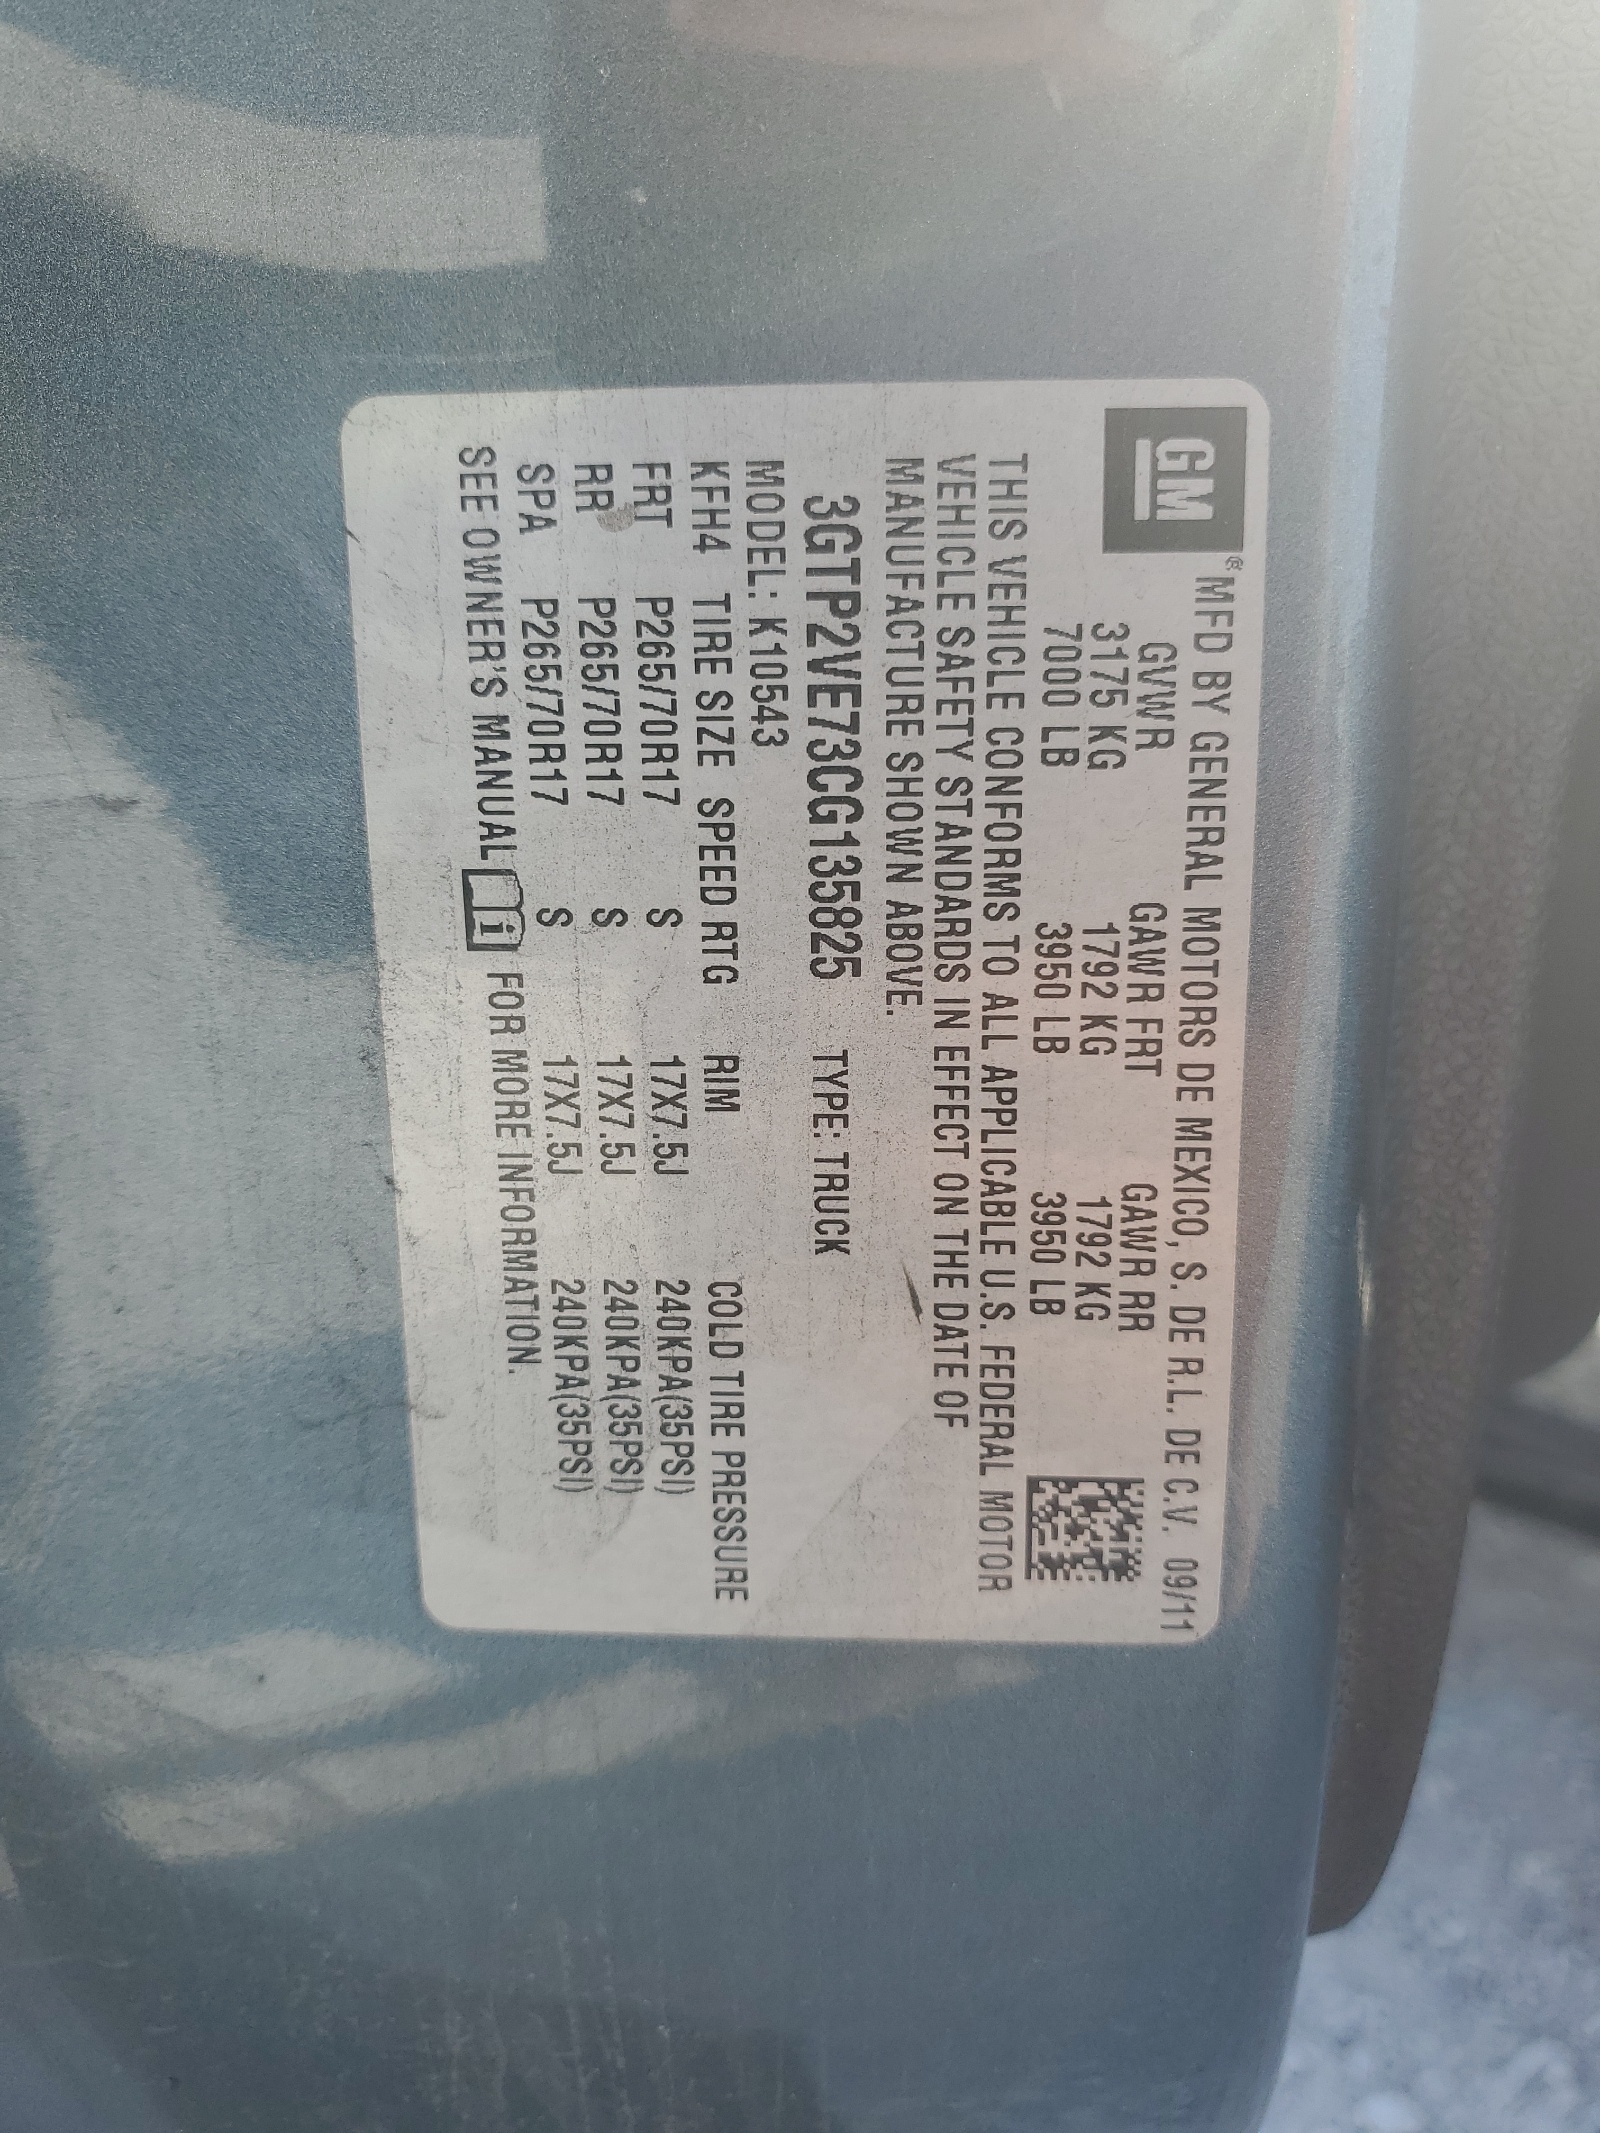 GM ® MFD BY GENERAL MOTORS DE MEXICO, S. DE R.L. DE C.V. 09/11
GVWR GAWR FRT GAWR RR
3175 KG 1792 KG 1792 KG
7000 LB 3950 LB 3950 LB
THIS VEHICLE CONFORMS TO ALL APPLICABLE U.S. FEDERAL MOTOR
VEHICLE SAFETY STANDARDS IN EFFECT ON THE DATE OF
MANUFACTURE SHOWN ABOVE.
3GTP2VE73CG135825 TYPE: TRUCK
MODEL: K10543
KFH4 TIRE SIZE SPEED RTG RIM COLD TIRE PRESSURE
FRT P265/70R17 S 17X7.5J 240KPA(35PSI)
RR P265/70R17 S 17X7.5J 240KPA(35PSI)
SPA P265/70R17 S 17X7.5J 240KPA(35PSI)
SEE OWNER'S MANUAL i FOR MORE INFORMATION.